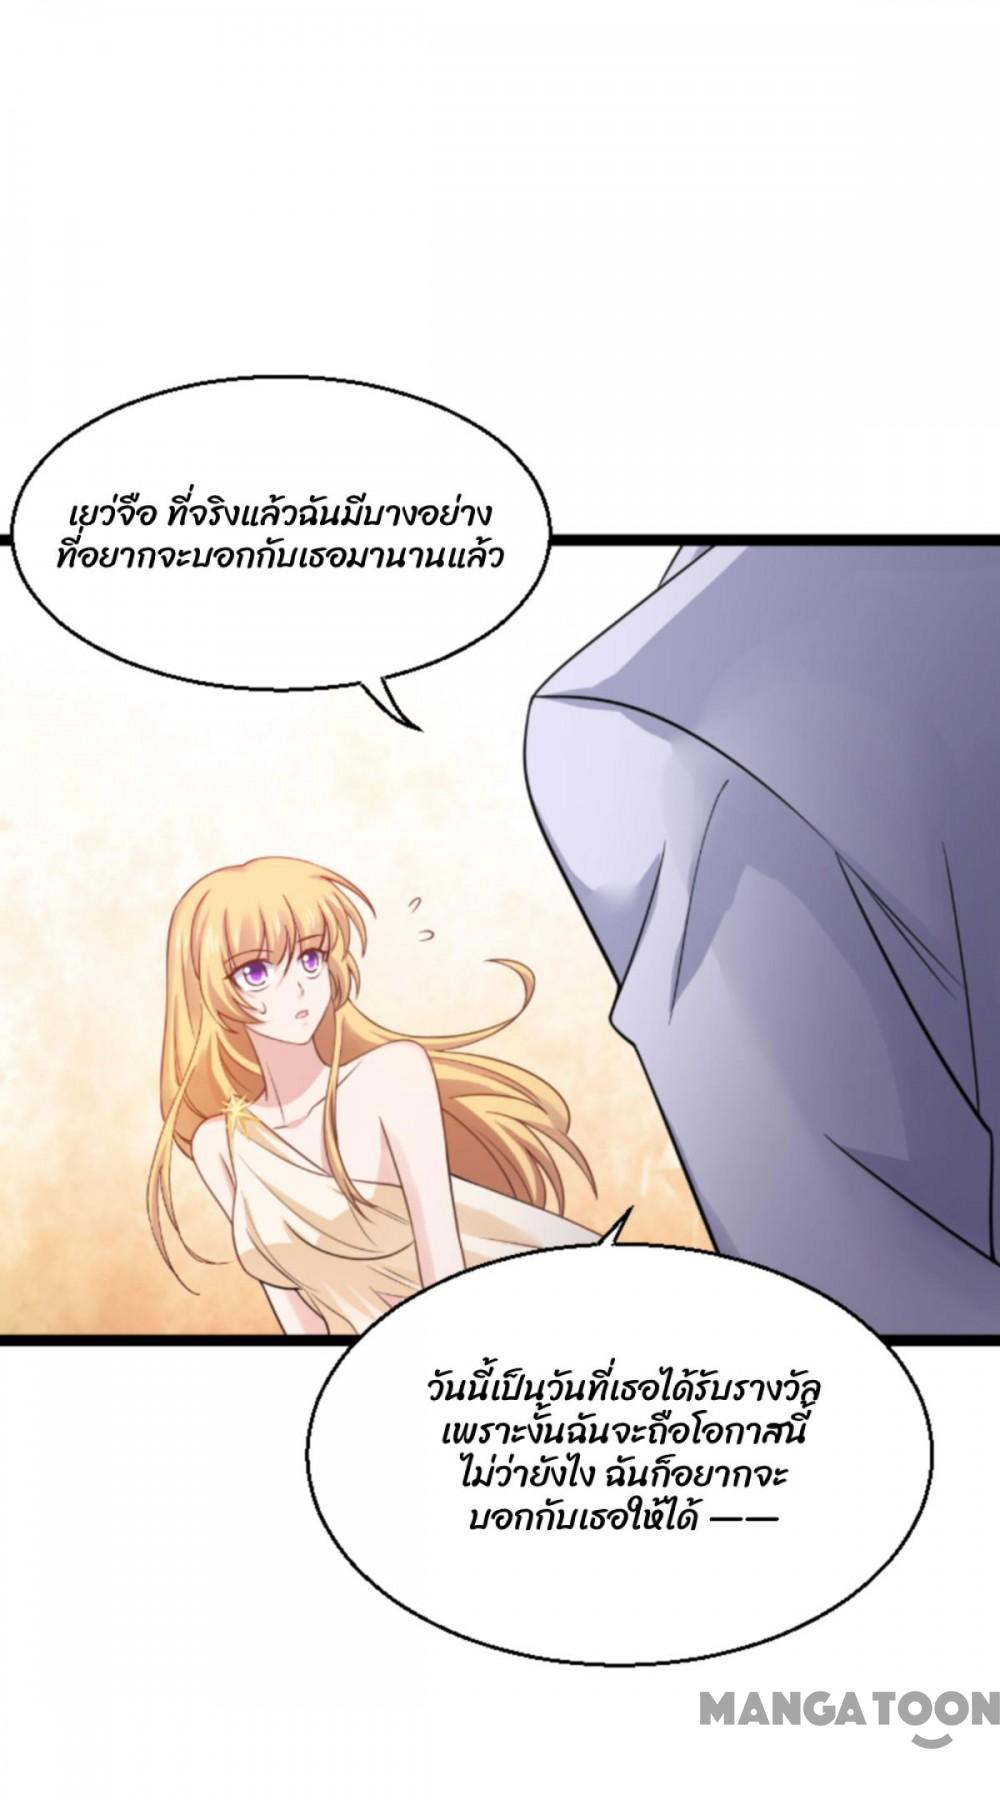 เยว่จือ ที่จริงแล้วฉันมีบางอย่าง
ที่อยากจะบอกกับเธอมานานแล้ว
วันนี้เป็นวันที่เธอได้รับรางวัล
เพราะงั้นฉันจะถือโอกาสนี้
ไม่ว่ายังไง ฉันก็อยากจะ
บอกกับเธอให้ได้ ——
MANGATOON